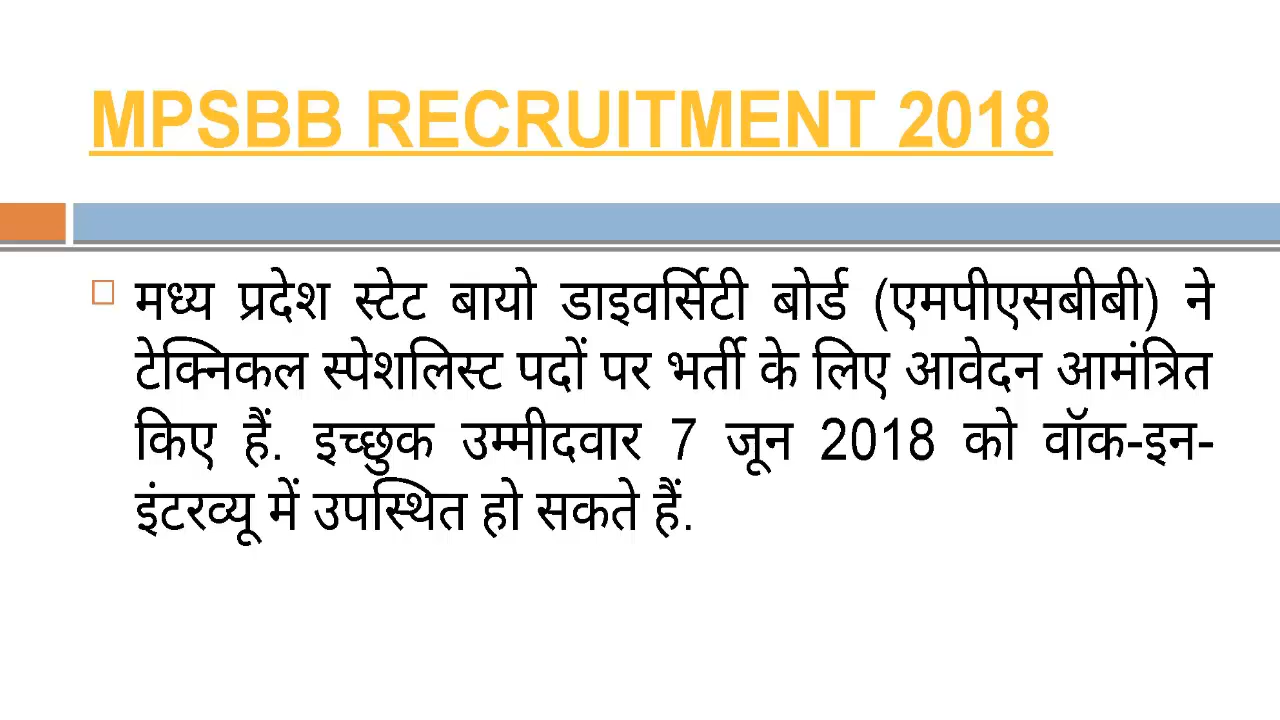 MPSBB RECRUITMENT 2018
मध्य प्रदेश स्टेट बायो डाइवर्सिटी बोर्ड (एमपीएसबीबी) ने
टेक्निकल स्पेशलिस्ट पदों पर भर्ती के लिए आवेदन आमंत्रित
किए हैं. इच्छुक उम्मीदवार 7 जून 2018 को वॉक-इन-
इंटरव्यू में उपस्थित हो सकते हैं.